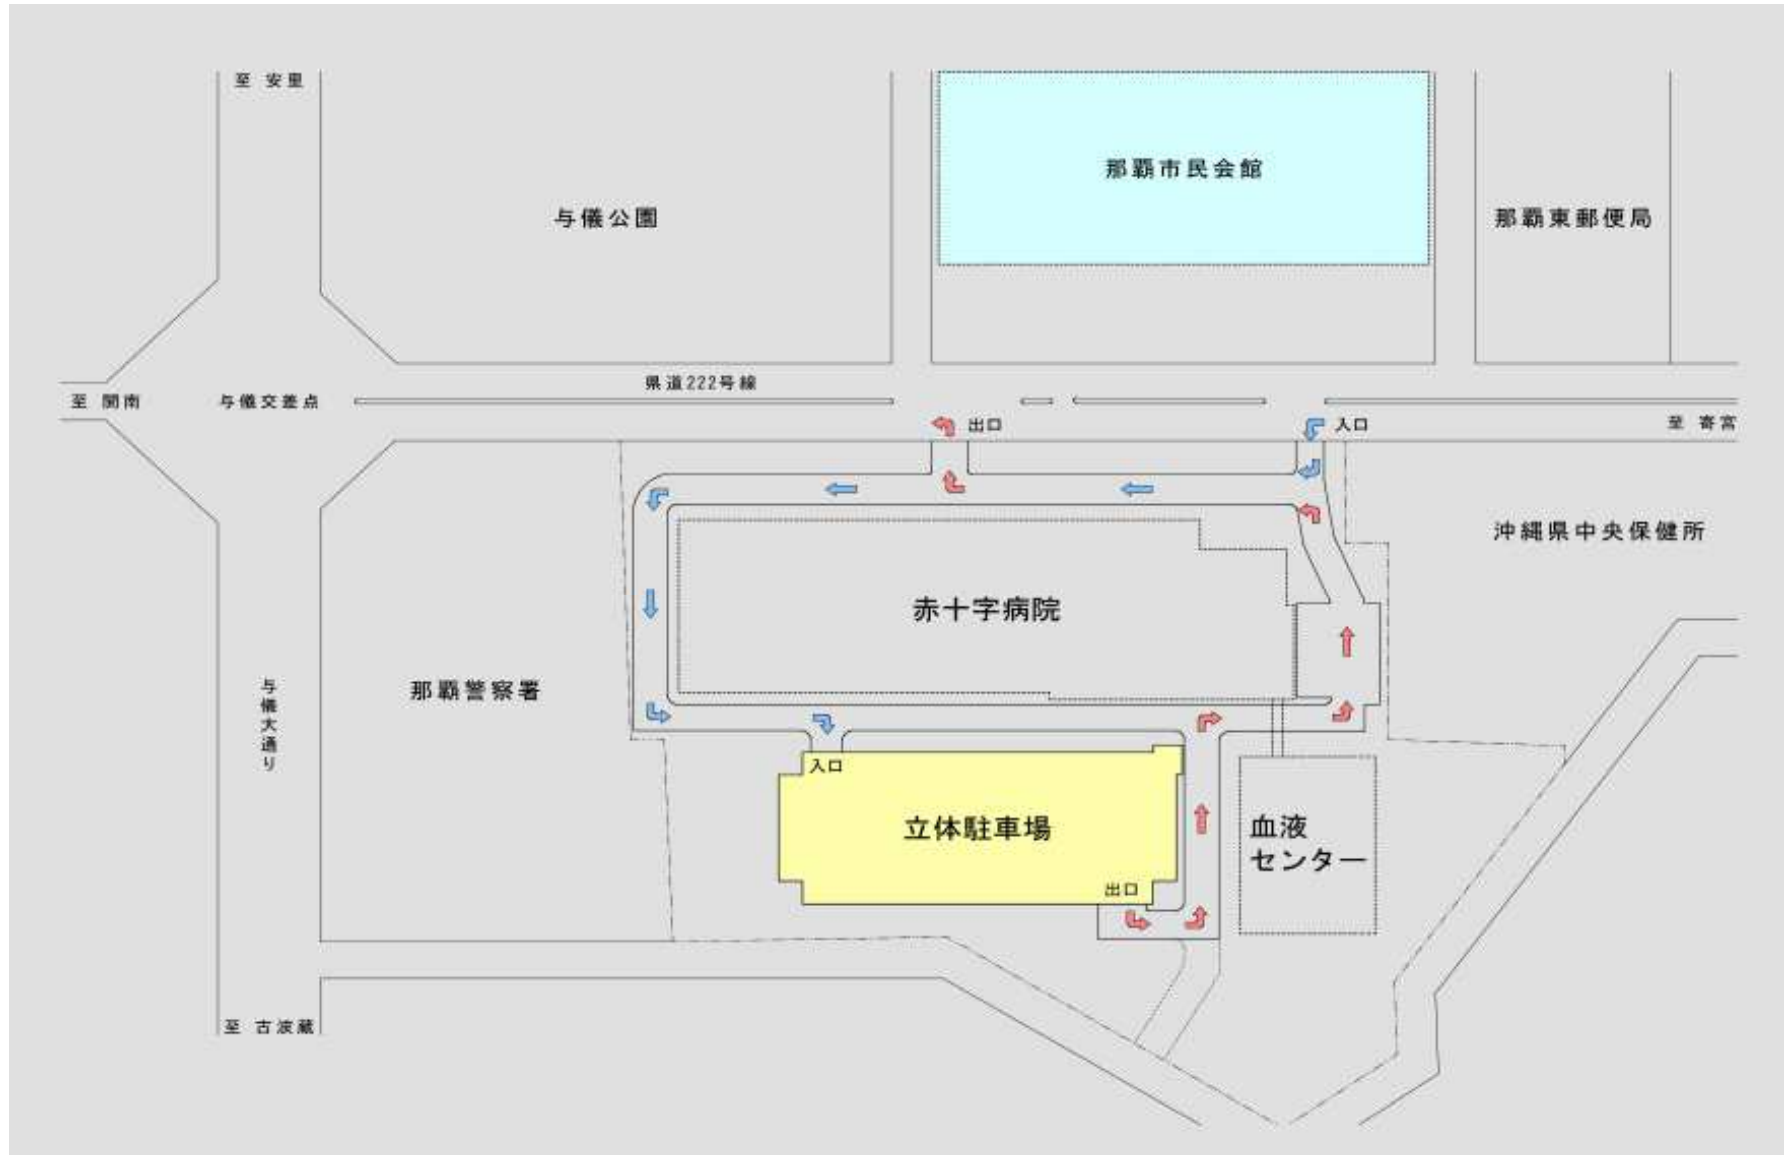 至 安里
那覇市民会館
与儀公園
那覇東郵便局
県道222号線
至 開南
与儀交差点
出口
入口
至 寄宮
沖縄県中央保健所
赤十字病院
那覇警察署
与儀大通り
入口
立体駐車場
血液
センター
出口
至 古波蔵